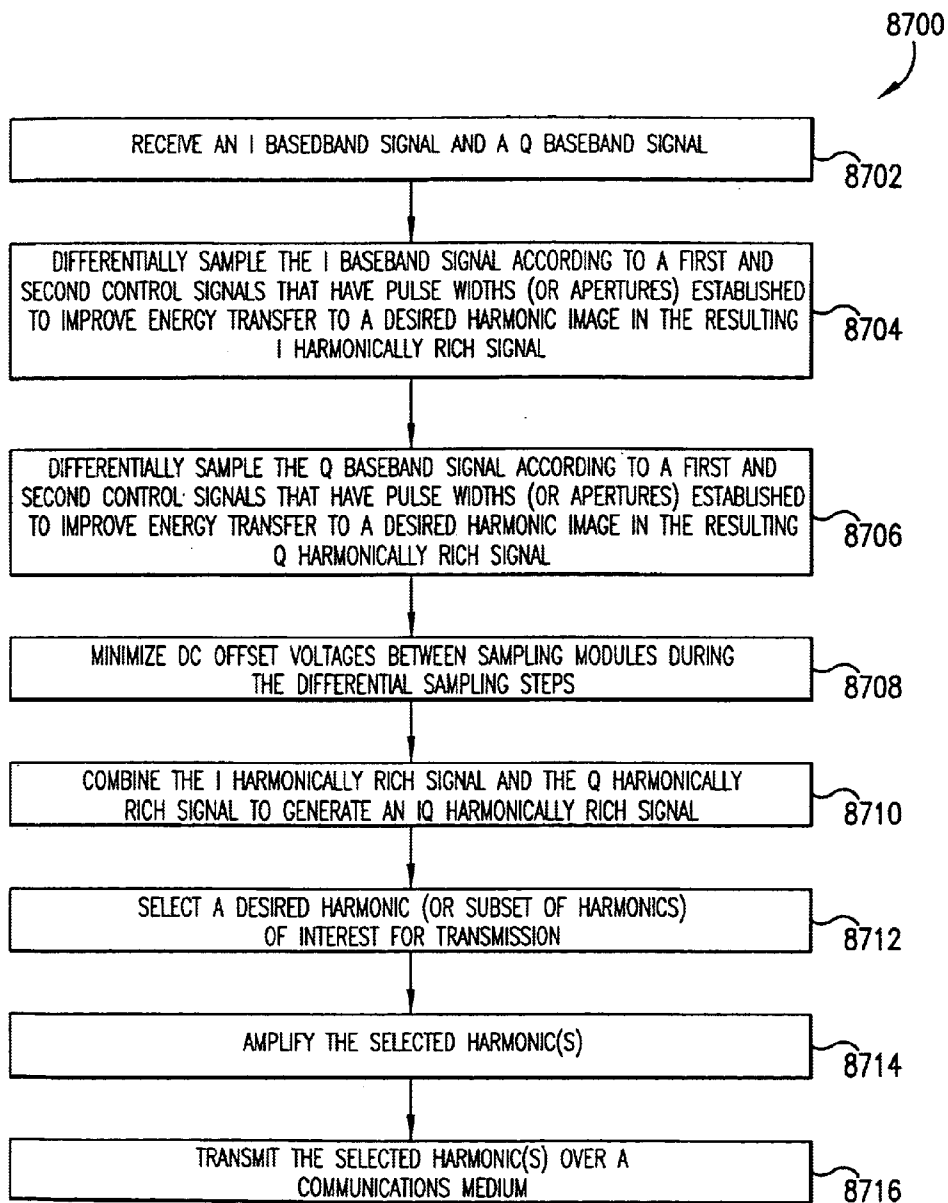 8700
RECEIVE AN I BASEDBAND SIGNAL AND A Q BASEBAND SIGNAL
8702
DIFFERENTIALLY SAMPLE THE I BASEBAND SIGNAL ACCORDING TO A FIRST AND
SECOND CONTROL SIGNALS THAT HAVE PULSE WIDTHS (OR APERTURES) ESTABLISHED
TO IMPROVE ENERGY TRANSFER TO A DESIRED HARMONIC IMAGE IN THE RESULTING
I HARMONICALLY RICH SIGNAL
8704
DIFFERENTIALLY SAMPLE THE Q BASEBAND SIGNAL ACCORDING TO A FIRST AND
SECOND CONTROL SIGNALS THAT HAVE PULSE WIDTHS (OR APERTURES) ESTABLISHED
TO IMPROVE ENERGY TRANSFER TO A DESIRED HARMONIC IMAGE IN THE RESULTING
Q HARMONICALLY RICH SIGNAL
8706
MINIMIZE DC OFFSET VOLTAGES BETWEEN SAMPLING MODULES DURING
THE DIFFERENTIAL SAMPLING STEPS
8708
COMBINE THE I HARMONICALLY RICH SIGNAL AND THE Q HARMONICALLY
RICH SIGNAL TO GENERATE AN IQ HARMONICALLY RICH SIGNAL
8710
SELECT A DESIRED HARMONIC (OR SUBSET OF HARMONICS)
OF INTEREST FOR TRANSMISSION
8712
AMPLIFY THE SELECTED HARMONIC(S)
8714
TRANSMIT THE SELECTED HARMONIC(S) OVER A
COMMUNICATIONS MEDIUM
8716